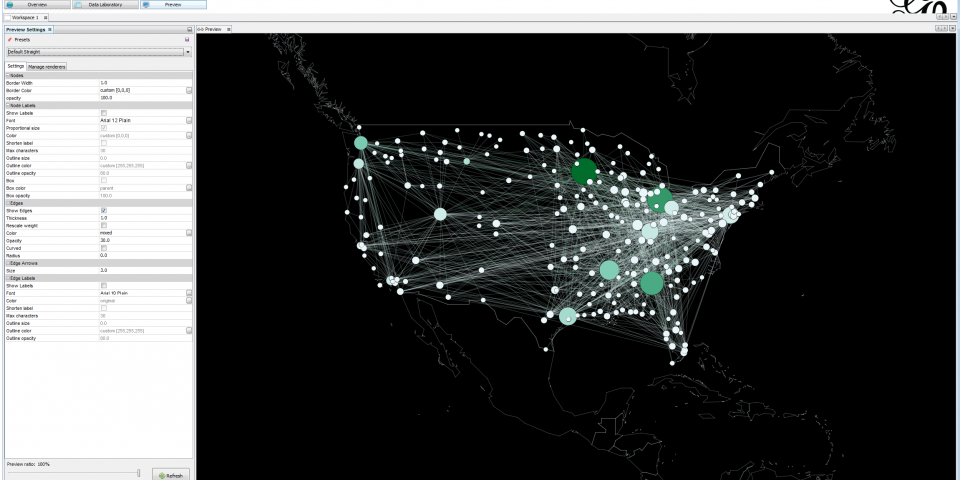 Overview Data Laboratory Preview
Workspace 1
Preview Settings Preview
Presets
Default Straight
Settings Manage renderers
Nodes
Border Width 1.0
Border Color custom [0,0,0]
opacity 100.0
Node Labels
Show Labels
Font Arial 12 Plain
Proportional size
Color custom [0,0,0]
Shorten label
Max characters 30
Outline size 0.0
Outline color custom [255,255,255]
Outline opacity 80.0
Box
Box color parent
Box opacity 100.0
Edges
Show Edges
Thickness 1.0
Rescale weight
Color mixed
Opacity 30.0
Curved
Radius 0.0
Edge Arrows
Size 3.0
Edge Labels
Show Labels
Font Arial 10 Plain
Color original
Shorten label
Max characters 30
Outline size 0.0
Outline color custom [255,255,255]
Outline opacity 80.0
Preview ratio: 100%
Refresh